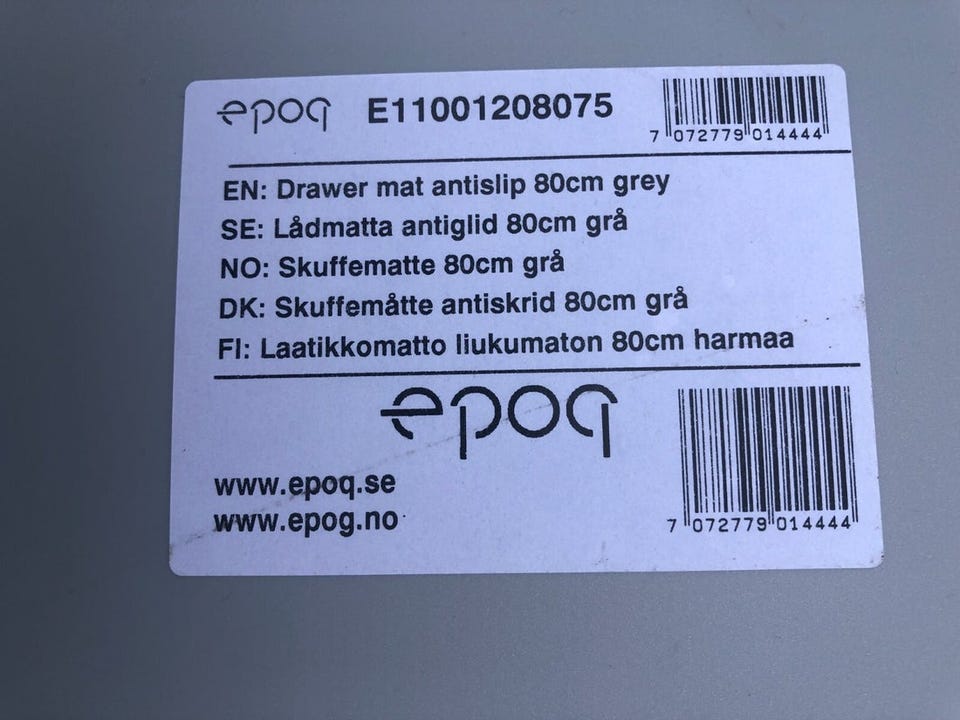 epoq E11001208075
7 072779 014444
EN: Drawer mat antislip 80cm grey
SE: Lådmatta antiglid 80cm grå
NO: Skuffematte 80cm grå
DK: Skuffemåtte antiskrid 80cm grå
FI: Laatikkomatto liukumaton 80cm harmaa
epoq
www.epoq.se
www.epog.no
7 072779 014444